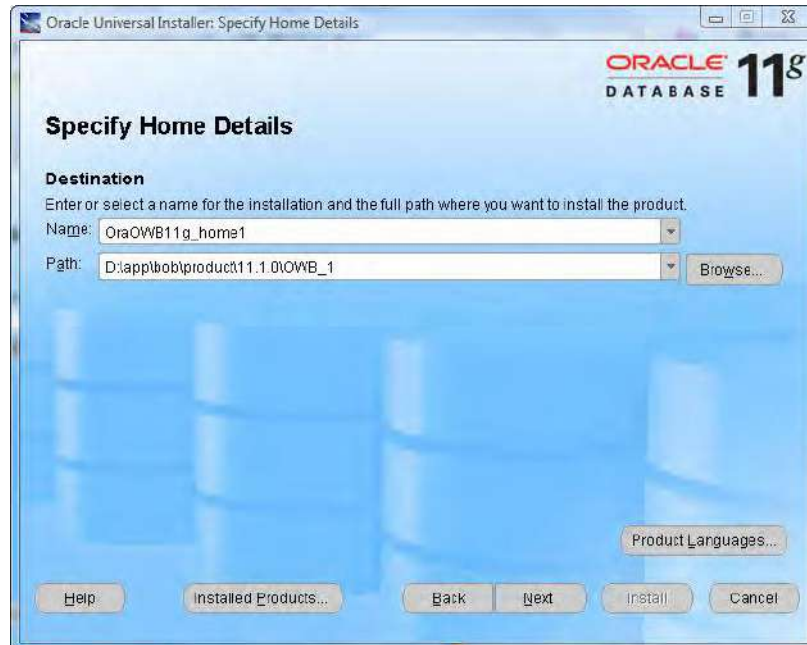 Oracle Universal Installer: Specify Home Details
ORACLE 11g
DATABASE
Specify Home Details
Destination
Enter or select a name for the installation and the full path where you want to install the product.
Name: OraOWB11g_home1
Path: D:\app\bob\product\11.1.0\OWB_1 Browse...
Product Languages...
Help Installed Products... Back Next Install Cancel